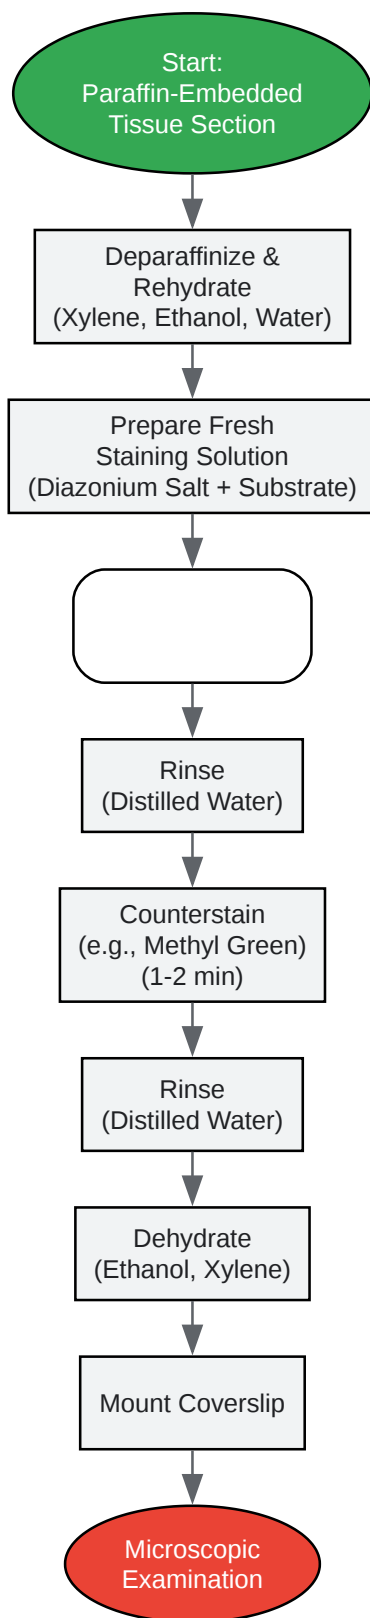 Start:
Paraffin-Embedded
Tissue Section
Deparaffinize &
Rehydrate
(Xylene, Ethanol, Water)
Prepare Fresh
Staining Solution
(Diazonium Salt + Substrate)
Rinse
(Distilled Water)
Counterstain
(e.g., Methyl Green)
(1-2 min)
Rinse
(Distilled Water)
Dehydrate
(Ethanol, Xylene)
Mount Coverslip
Microscopic
Examination